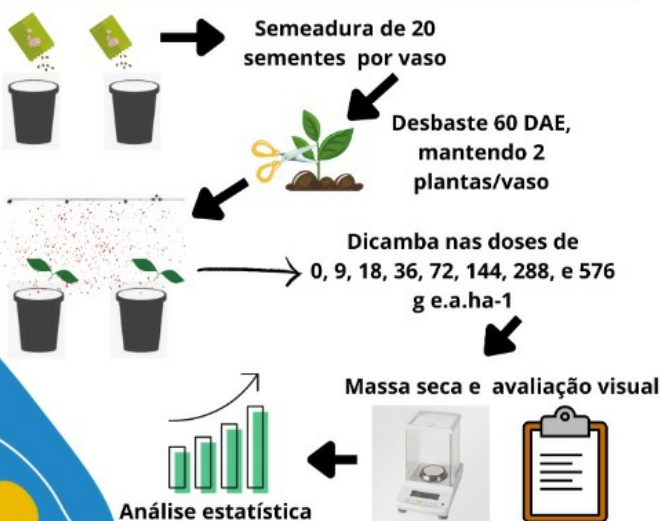 Semeadura de 20
sementes por vaso
Desbaste 60 DAE,
mantendo 2
plantas/vaso
Dicamba nas doses de
0, 9, 18, 36, 72, 144, 288, e 576
g e.a.ha-1
Massa seca e avaliação visual
Análise estatística